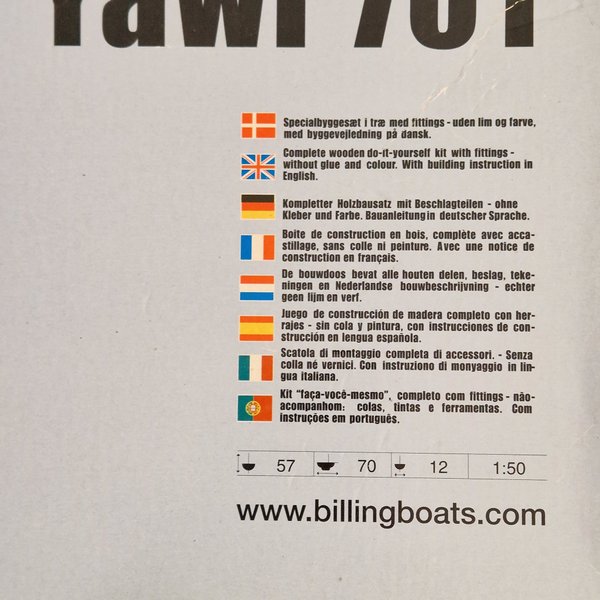 Yawl 701
Specialbyggesæt i træ med fittings - uden lim og farve,
med byggevejledning på dansk.
Complete wooden do-it-yourself kit with fittings -
without glue and colour. With building instruction in
English.
Kompletter Holzbausatz mit Beschlagteilen - ohne
Kleber und Farbe. Bauanleitung in deutscher Sprache.
Boite de construction en bois, complète avec acca-
stillage, sans colle ni peinture. Avec une notice de
construction en français.
De bouwdoos bevat alle houten delen, beslag, teke-
ningen en Nederlandse bouwbeschrijving - echter
geen lijm en verf.
Juego de construcción de madera completo con her-
rajes - sin cola y pintura, con instrucciones de con-
strucción en lengua española.
Scatola di montaggio completa di accessori. - Senza
colla né vernici. Con instruziono di monyaggio in lin-
gua italiana.
Kit "faça-você-mesmo", completo com fittings - não-
acompanhom: colas, tintas e ferramentas. Com
instruções em português.
57 70 12 1:50
www.billingboats.com